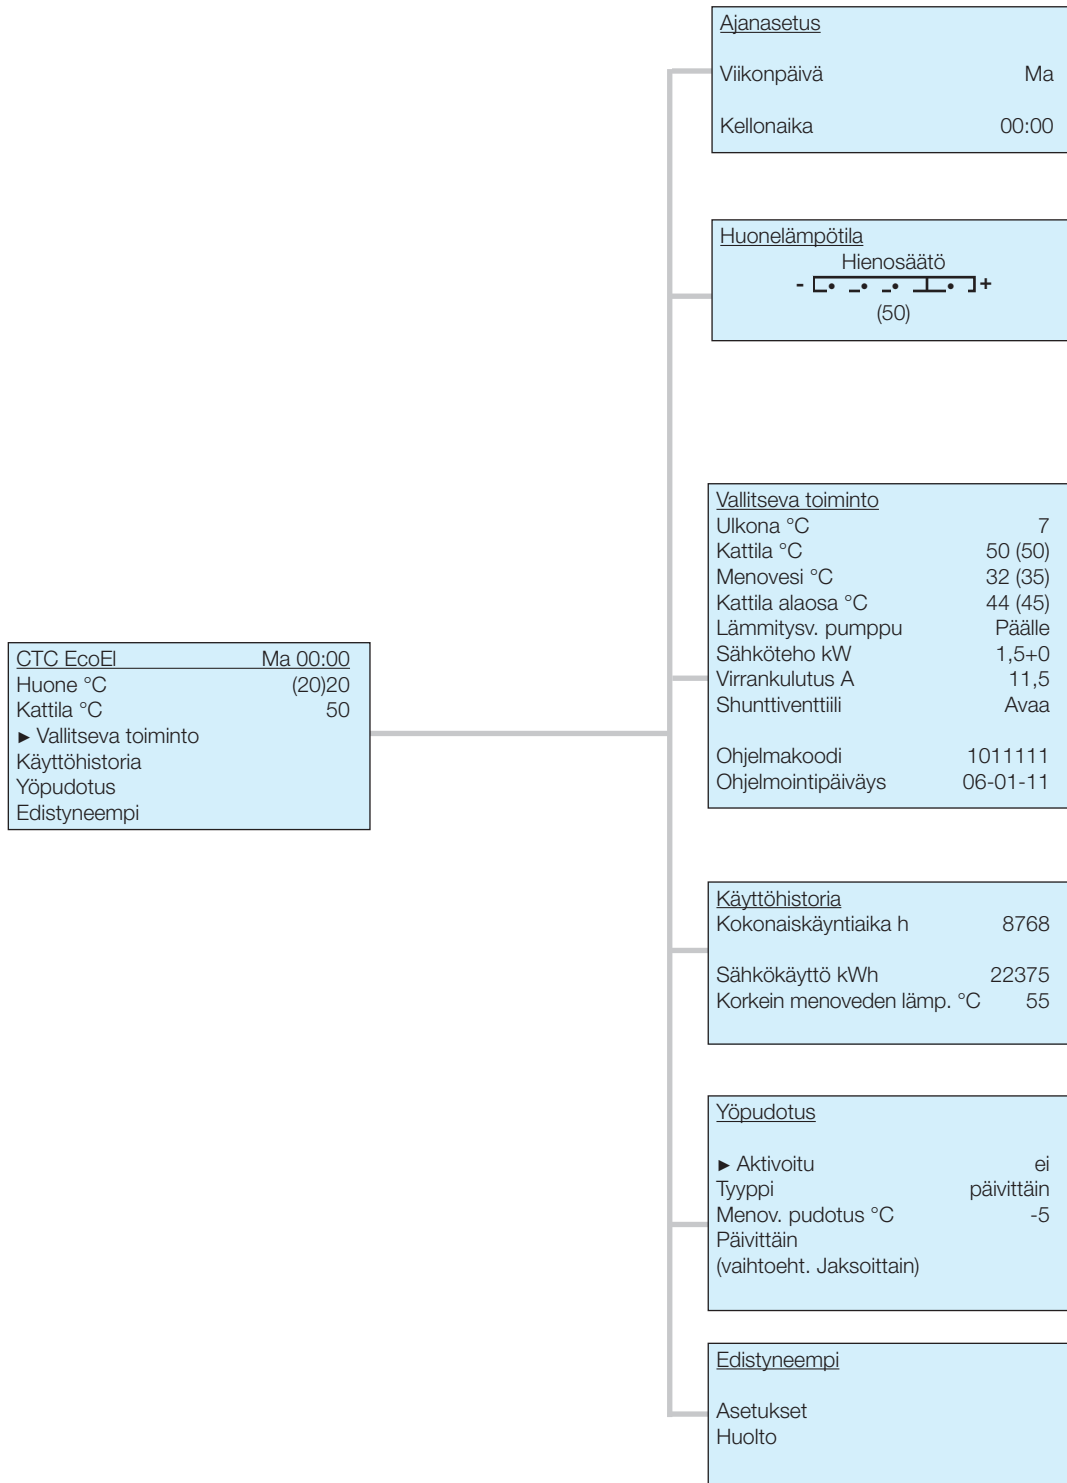 Ajanasetus
Viikonpäivä Ma
Kellonaika 00:00
Huonelämpötila
Hienosäätö
- +
(50)
Vallitseva toiminto
Ulkona °C 7
Kattila °C 50 (50)
Menovesi °C 32 (35)
Kattila alaosa °C 44 (45)
Lämmitysv. pumppu Päälle
Sähköteho kW 1,5+0
Virrankulutus A 11,5
Shunttiventtiili Avaa
Ohjelmakoodi 1011111
Ohjelmointipäiväys 06-01-11
CTC EcoEl Ma 00:00
Huone °C (20)20
Kattila °C 50
► Vallitseva toiminto
Käyttöhistoria
Yöpudotus
Edistyneempi
Käyttöhistoria
Kokonaiskäyntiaika h 8768
Sähkökäyttö kWh 22375
Korkein menoveden lämp. °C 55
Yöpudotus
► Aktivoitu ei
Tyyppi päivittäin
Menov. pudotus °C -5
Päivittäin
(vaihtoeht. Jaksoittain)
Edistyneempi
Asetukset
Huolto